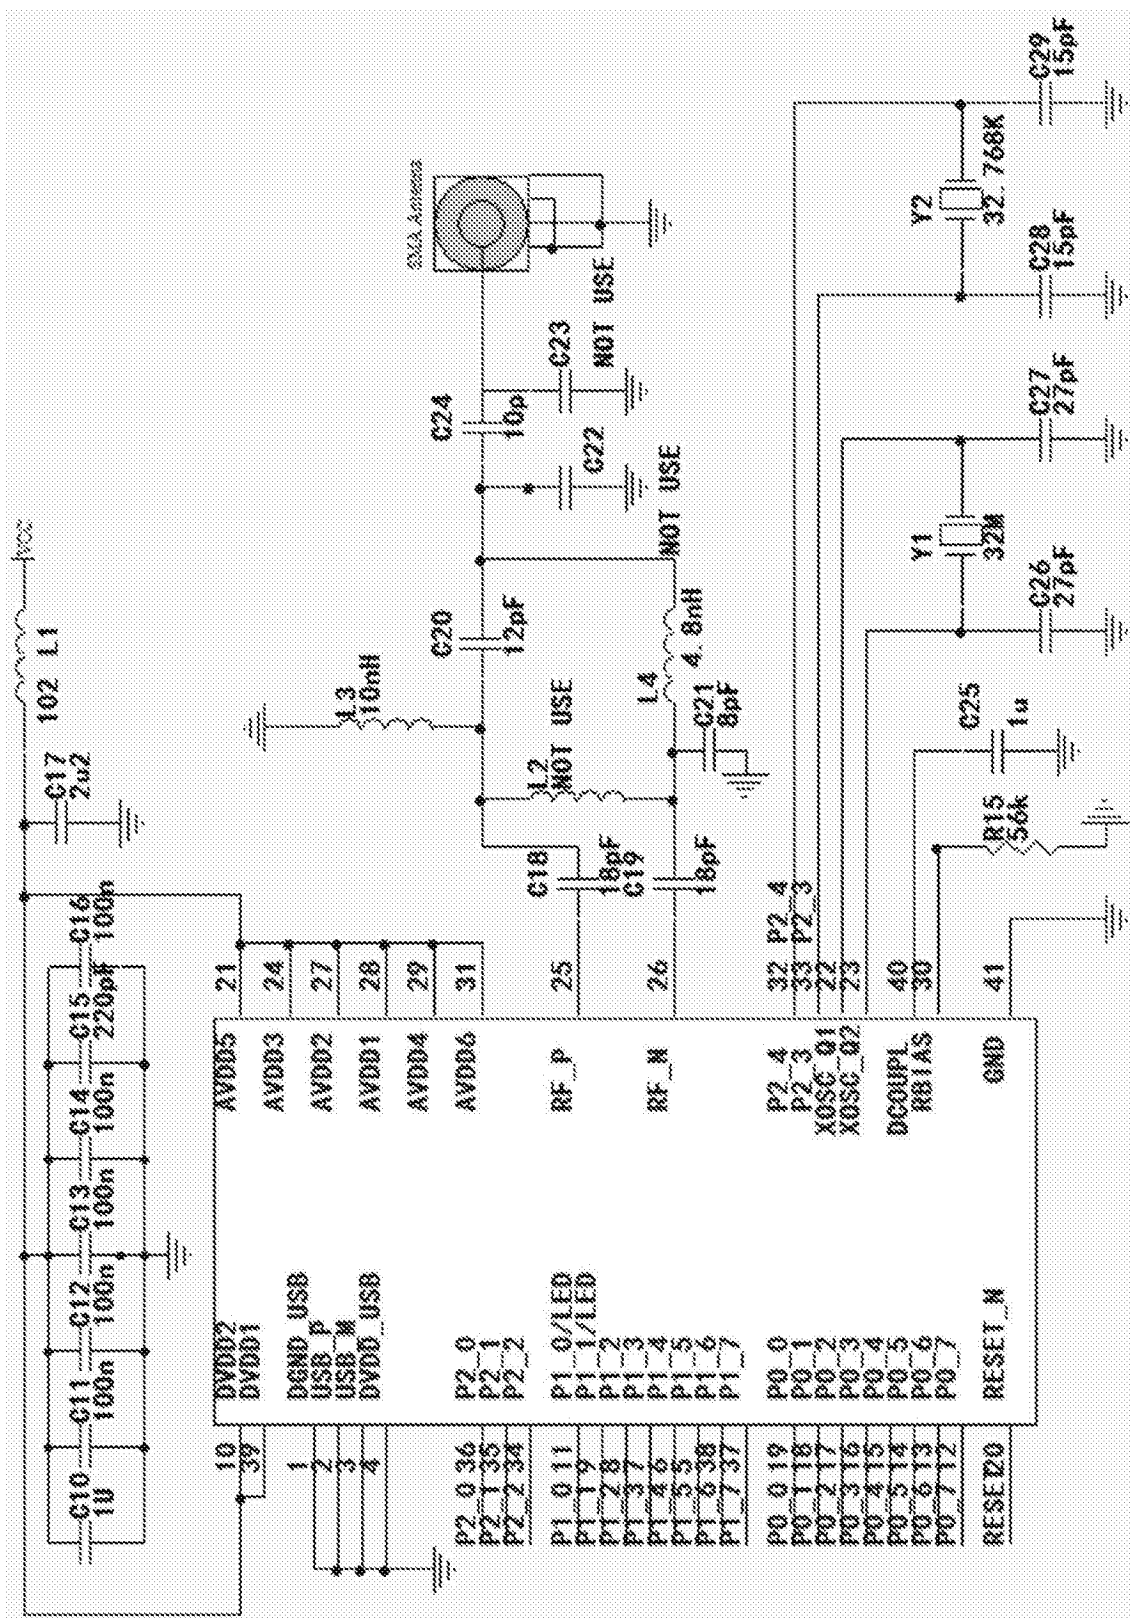 VCC
102 L1
C17
2u2
C10
1U
C11
100n
C12
100n
C13
100n
C14
100n
C15
220pF
C16
100n
10 DVDD2
39 DVDD1
1 DGND_USB
2 USB_P
3 USB_M
4 DVDD_USB
P2_0 36 P2_0
P2_1 35 P2_1
P2_2 34 P2_2
P1_0 11 P1_0/LED
P1_1 9 P1_1/LED
P1_2 8 P1_2
P1_3 7 P1_3
P1_4 6 P1_4
P1_5 5 P1_5
P1_6 38 P1_6
P1_7 37 P1_7
P0_0 19 P0_0
P0_1 18 P0_1
P0_2 17 P0_2
P0_3 16 P0_3
P0_4 15 P0_4
P0_5 14 P0_5
P0_6 13 P0_6
P0_7 12 P0_7
RESET 20 RESET_N
AVDD5 21
AVDD3 24
AVDD2 27
AVDD1 28
AVDD4 29
AVDD6 31
RF_P 25
RF_N 26
P2_4 32 P2_4
P2_3 33 P2_3
XOSC_Q1 22
XOSC_Q2 23
DCOUPL 40
RBIAS 30
GND 41
C18
18pF
C19
18pF
L2
NOT USE
L3
10nH
C20
12pF
C21
8pF
L4
4.8nH
C22
NOT USE
C24
10p
C23
NOT USE
SMA Antenna
R15
56k
C25
1u
C26
27pF
Y1
32M
C27
27pF
C28
15pF
Y2
32.768K
C29
15pF